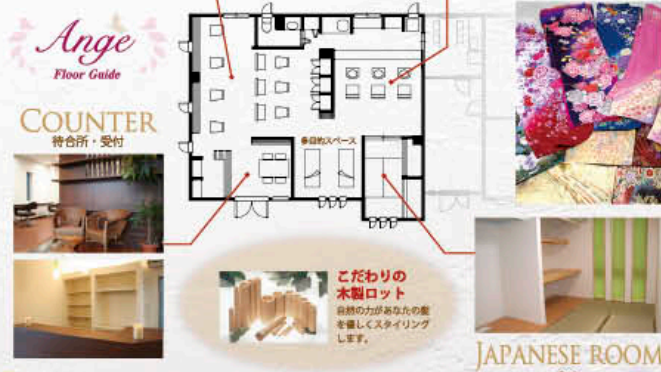 Ange
Floor Guide
COUNTER
待合所・受付
多目的スペース
こだわりの
木製ロット
自然の力があなたの髪
を優しくスタイリング
します。
JAPANESE ROOM